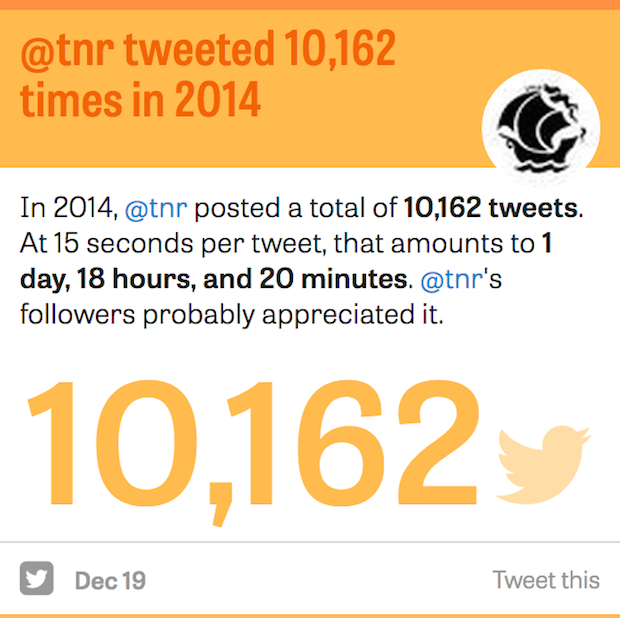 @tnr tweeted 10,162
times in 2014
In 2014, @tnr posted a total of 10,162 tweets.
At 15 seconds per tweet, that amounts to 1
day, 18 hours, and 20 minutes. @tnr's
followers probably appreciated it.
10,162
Dec 19
Tweet this